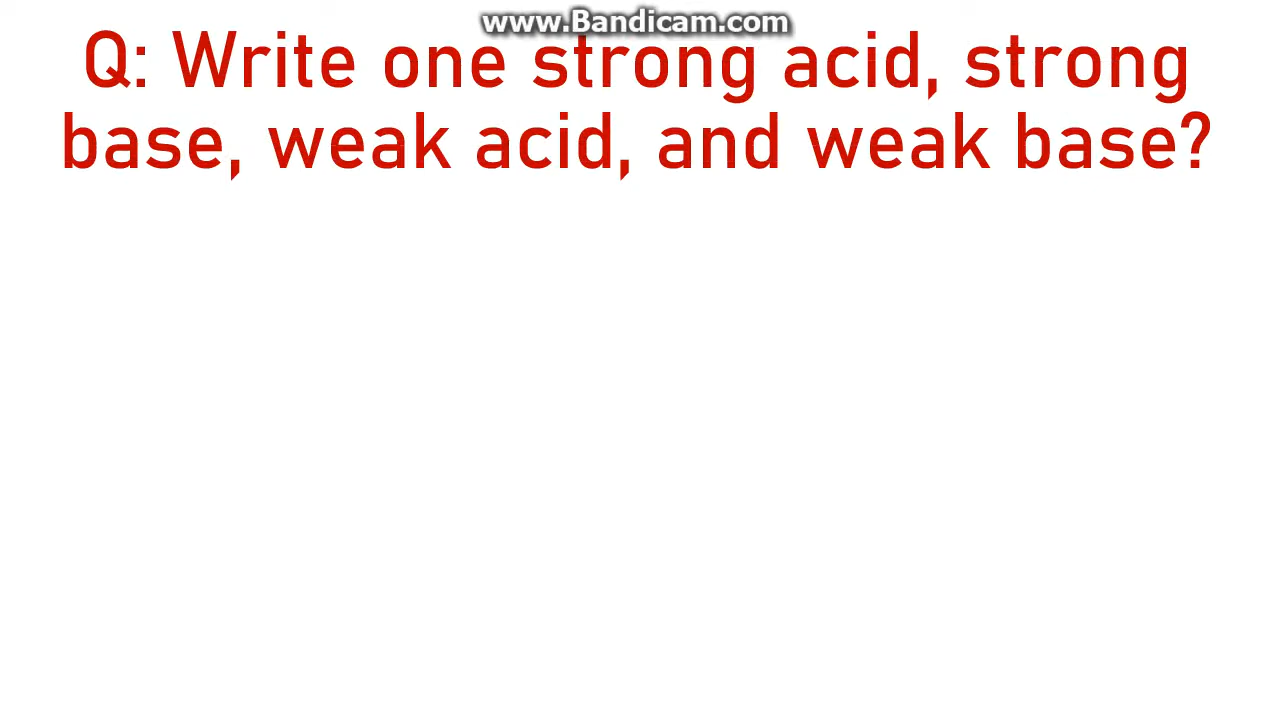 www.Bandicam.com
Q: Write one strong acid, strong
base, weak acid, and weak base?